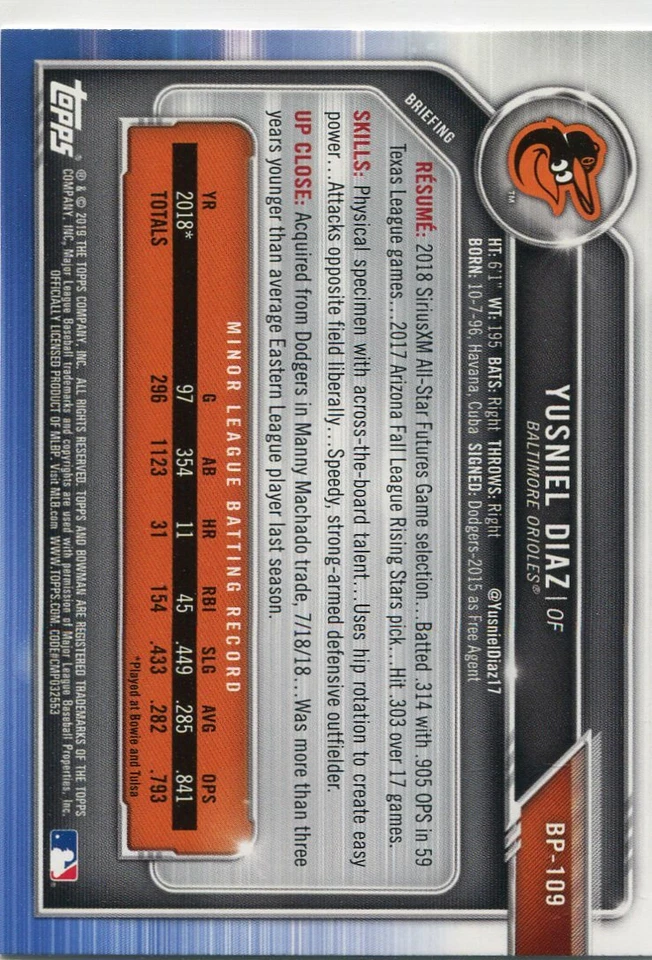 BP-109
YUSNIEL DIAZ | OF
BALTIMORE ORIOLES®
HT: 6'1" WT: 195 BATS: Right THROWS: Right @YusnielDiaz17
BORN: 10-7-96, Havana, Cuba SIGNED: Dodgers-2015 as Free Agent
TM
BRIEFING
RÉSUMÉ: 2018 SiriusXM All-Star Futures Game selection...Batted .314 with .905 OPS in 59
Texas League games...2017 Arizona Fall League Rising Stars pick...Hit .303 over 17 games.
SKILLS: Physical specimen with across-the-board talent...Uses hip rotation to create easy
power...Attacks opposite field liberally...Speedy, strong-armed defensive outfielder.
UP CLOSE: Acquired from Dodgers in Manny Machado trade, 7/18/18...Was more than three
years younger than average Eastern League player last season.
MINOR LEAGUE BATTING RECORD
YR G AB HR RBI SLG AVG OPS
2018* 97 354 11 45 .449 .285 .841
TOTALS 296 1123 31 154 .433 .282 .793
*Played at Bowie and Tulsa
topps®
® & © 2019 THE TOPPS COMPANY, INC. ALL RIGHTS RESERVED. TOPPS AND BOWMAN ARE REGISTERED TRADEMARKS OF THE TOPPS
COMPANY, INC. Major League Baseball trademarks and copyrights are used with permission of Major League Baseball Properties, Inc.
OFFICIALLY LICENSED PRODUCT OF MLBP. Visit MLB.com WWW.TOPPS.COM CODE#CMP032553